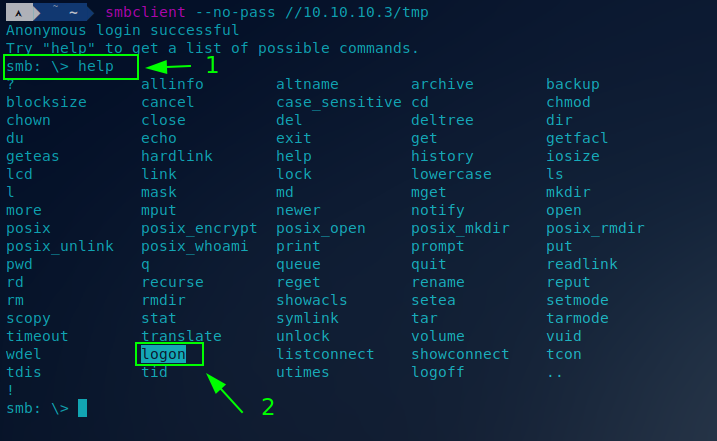 ~ ~ smbclient --no-pass //10.10.10.3/tmp
Anonymous login successful
Try "help" to get a list of possible commands.
smb: \> help 1
? allinfo altname archive backup
blocksize cancel case_sensitive cd chmod
chown close del deltree dir
du echo exit get getfacl
geteas hardlink help history iosize
lcd link lock lowercase ls
l mask md mget mkdir
more mput newer notify open
posix posix_encrypt posix_open posix_mkdir posix_rmdir
posix_unlink posix_whoami print prompt put
pwd q queue quit readlink
rd recurse reget rename reput
rm rmdir showacls setea setmode
scopy stat symlink tar tarmode
timeout translate unlock volume vuid
wdel logon listconnect showconnect tcon
tdis tid utimes logoff ..
!
smb: \> 2